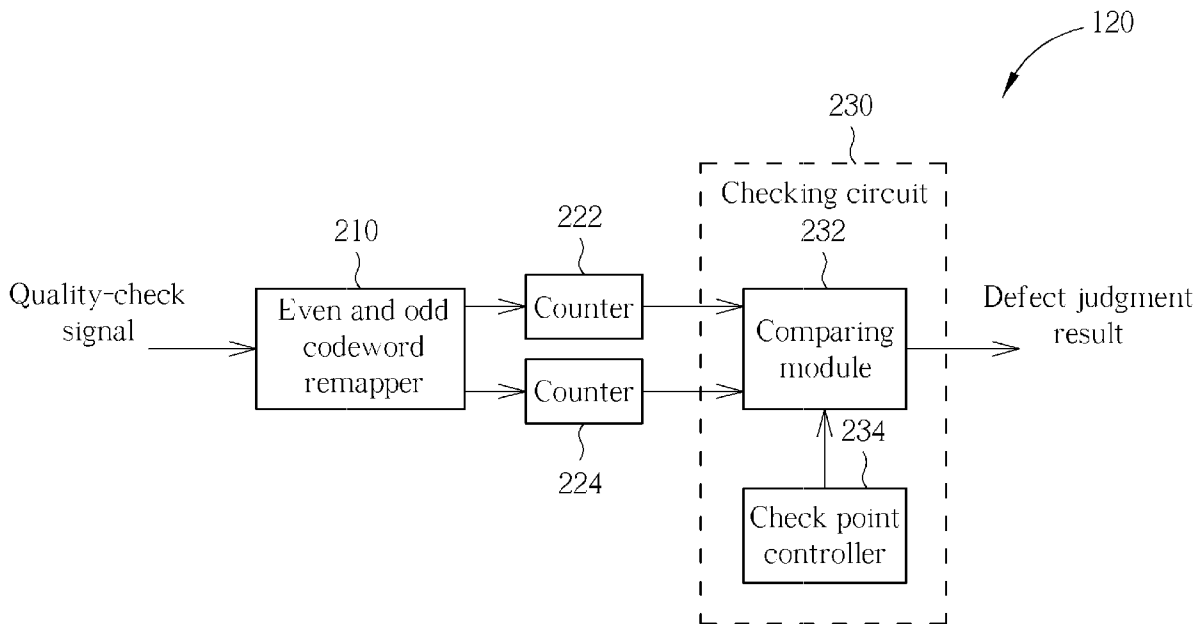 120
230
Checking circuit
210
222
232
Quality-check
signal
Even and odd
codeword
remapper
Counter
Counter
Comparing
module
Defect judgment
result
224
234
Check point
controller